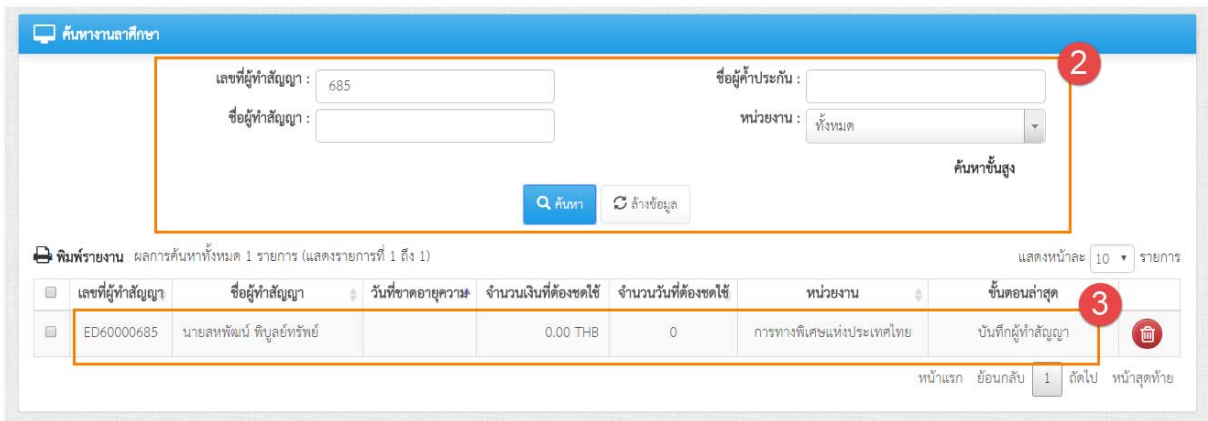 ค้นหางานลาศึกษา
2
เลขที่ผู้ทำสัญญา : 685 ชื่อผู้ค้ำประกัน :
ชื่อผู้ทำสัญญา : หน่วยงาน : ทั้งหมด
ค้นหาขั้นสูง
ค้นหา ล้างข้อมูล
พิมพ์รายงาน ผลการค้นหาทั้งหมด 1 รายการ (แสดงรายการที่ 1 ถึง 1) แสดงหน้าละ 10 รายการ
เลขที่ผู้ทำสัญญา ชื่อผู้ทำสัญญา วันที่ขาดอายุความ จำนวนเงินที่ต้องชดใช้ จำนวนวันที่ต้องชดใช้ หน่วยงาน ขั้นตอนล่าสุด
3
ED60000685 นายสหพัฒน์ พิบูลย์ทรัพย์ 0.00 THB 0 การทางพิเศษแห่งประเทศไทย บันทึกผู้ทำสัญญา
หน้าแรก ย้อนกลับ 1 ถัดไป หน้าสุดท้าย